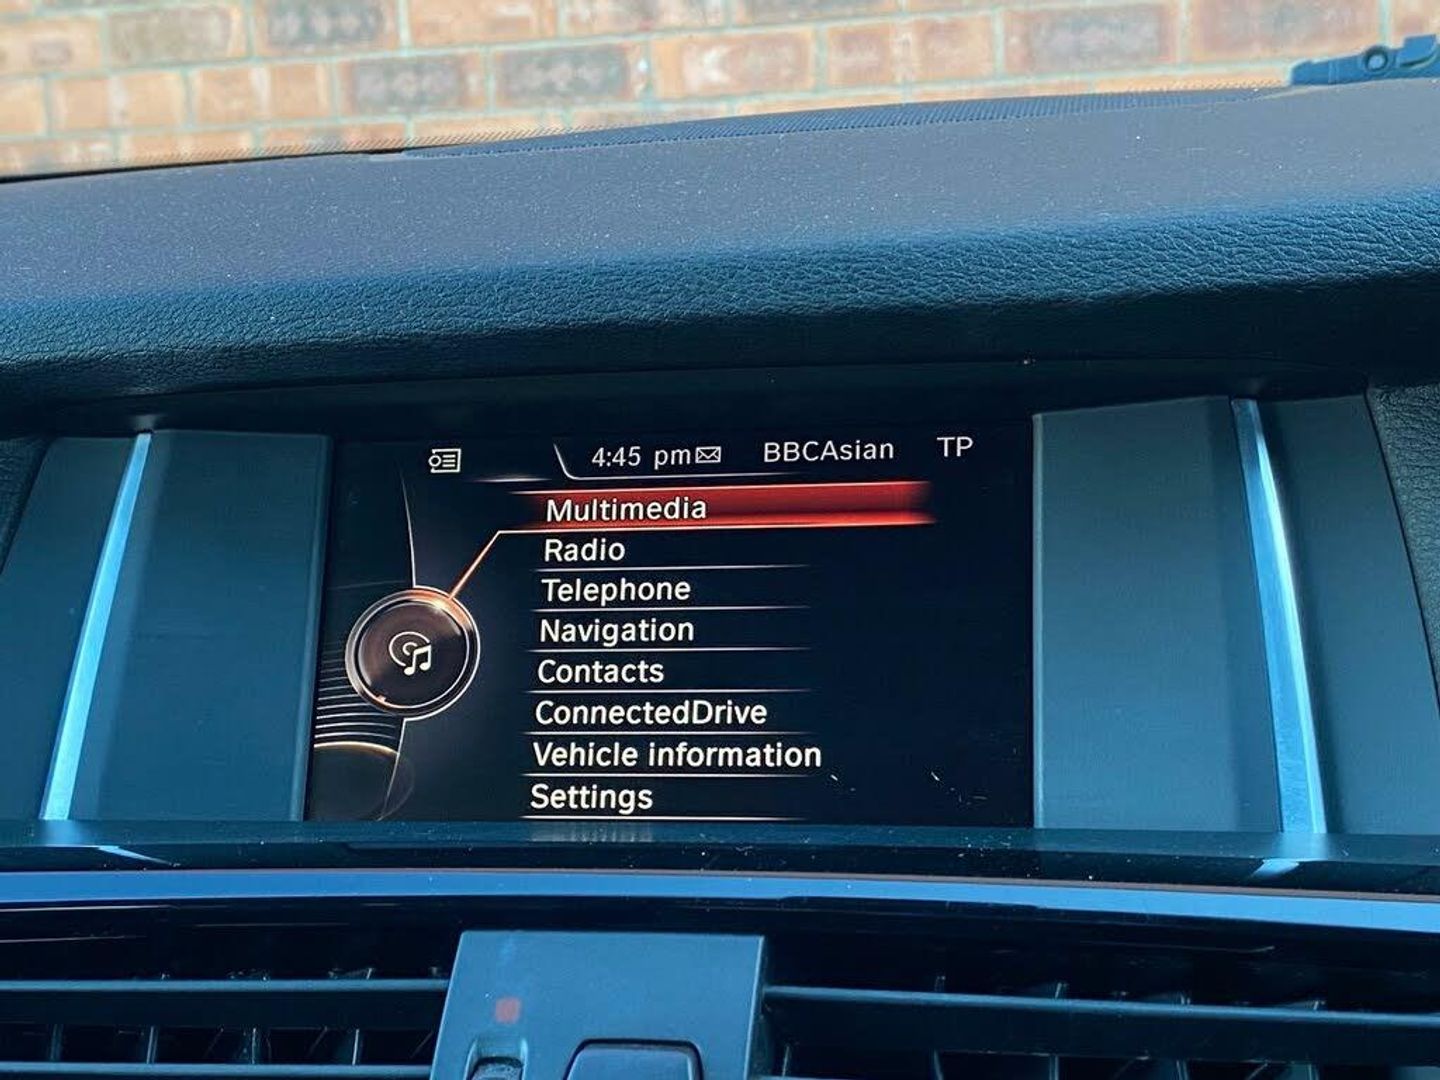 4:45 pm BBCAsian TP
Multimedia
Radio
Telephone
Navigation
Contacts
ConnectedDrive
Vehicle information
Settings